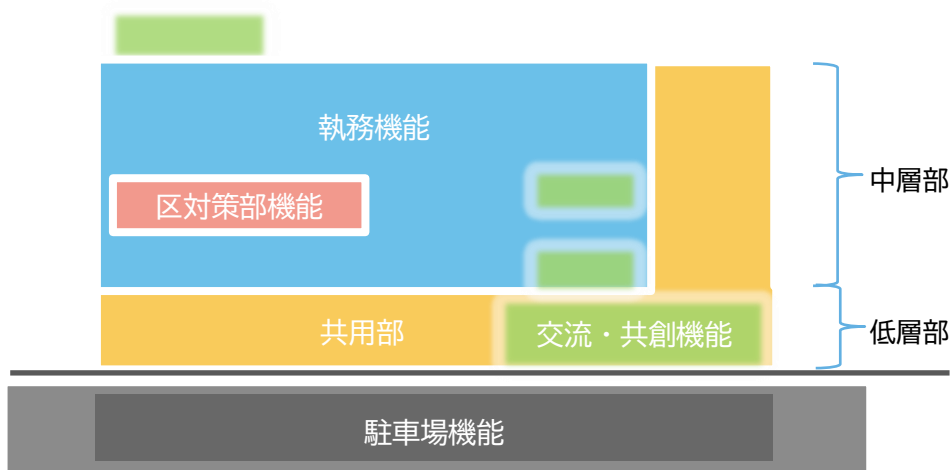 執務機能
区対策部機能
中層部
共用部
交流・共創機能
低層部
駐車場機能